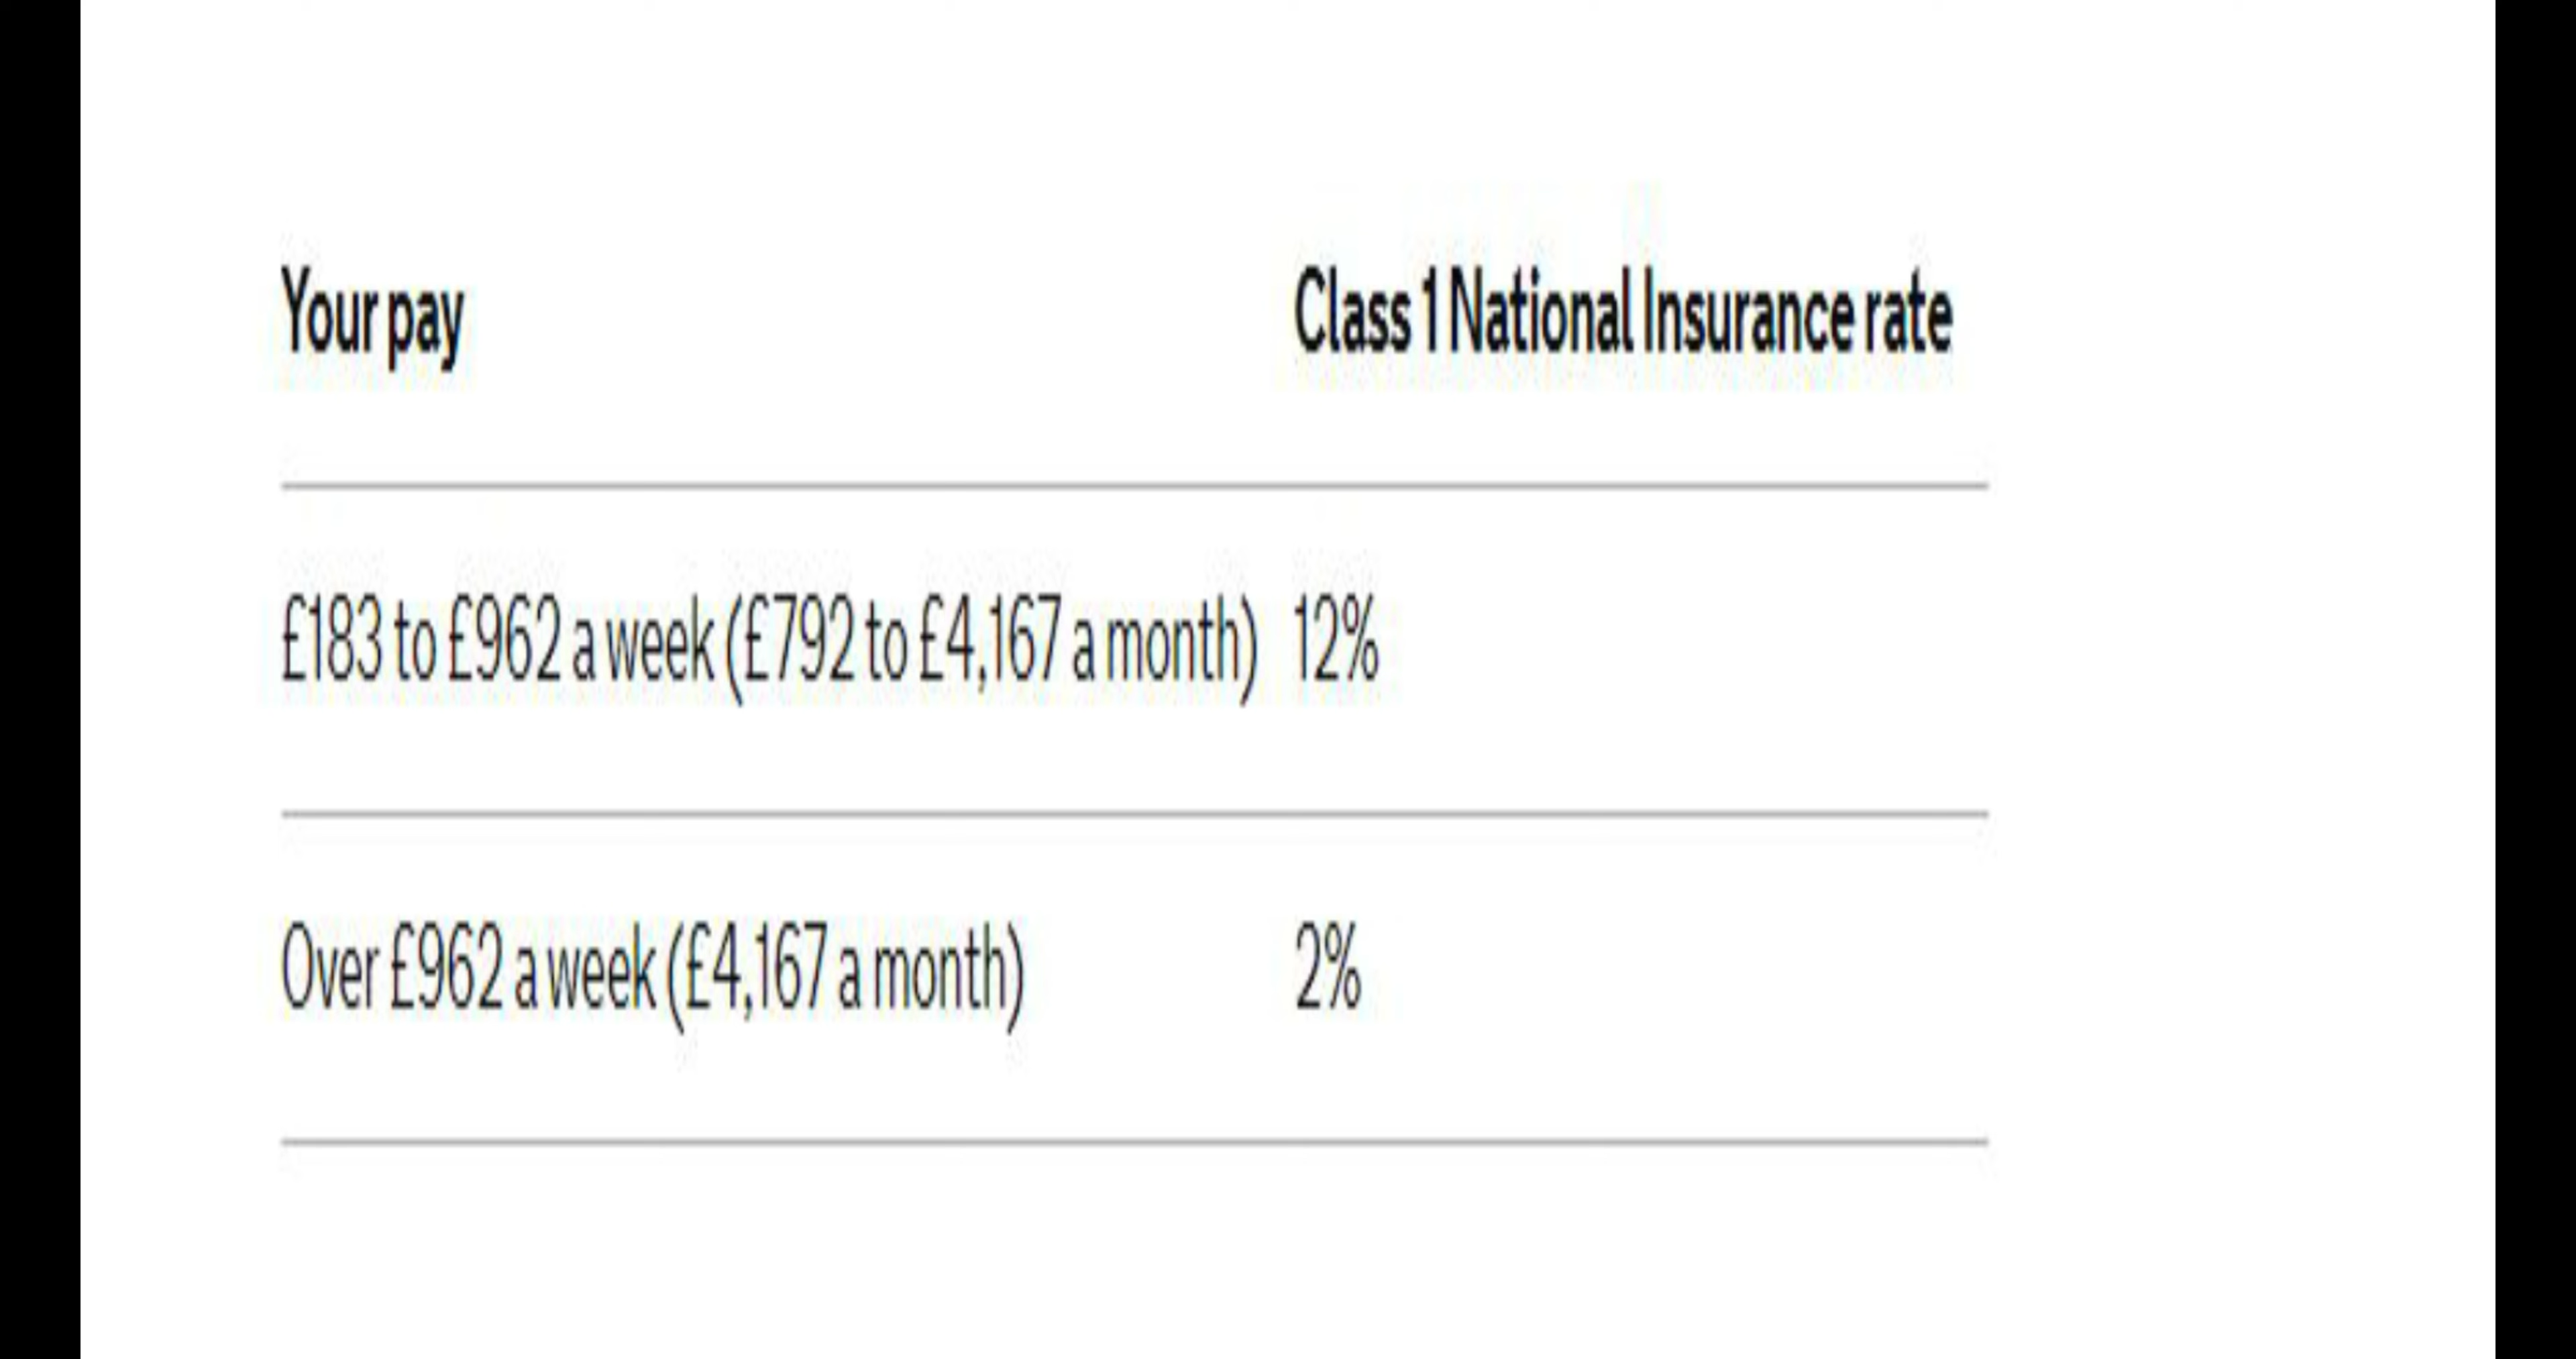 Your pay Class 1 National Insurance rate
£183 to £962 a week (£792 to £4,167 a month) 12%
Over £962 a week (£4,167 a month) 2%